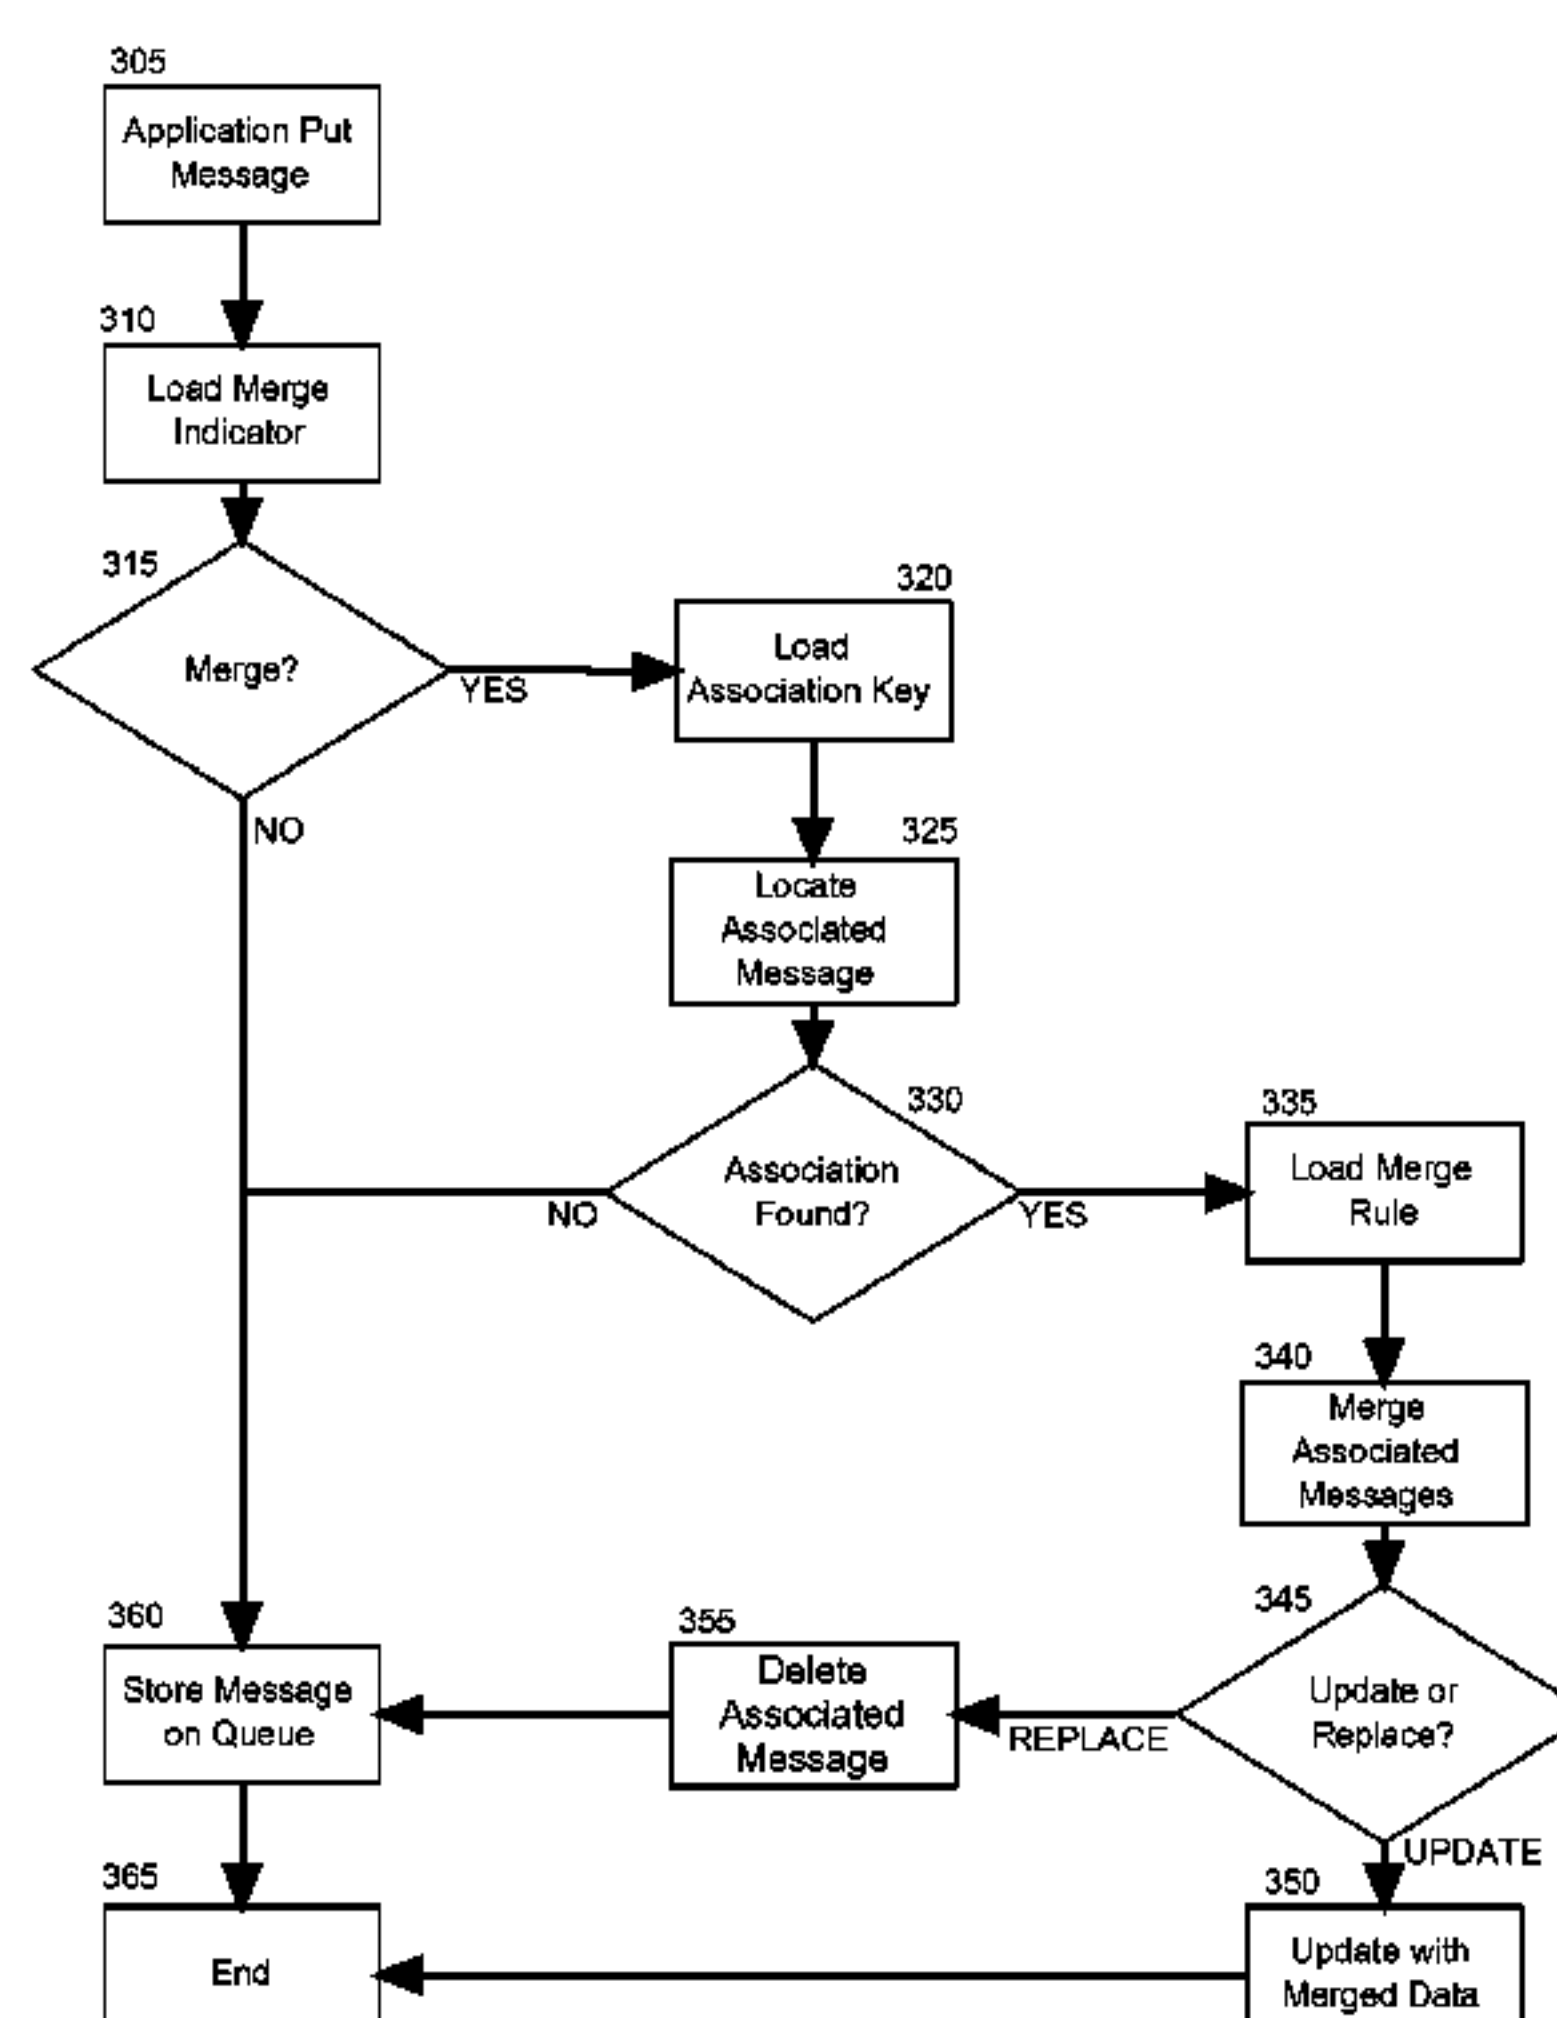 305
Application Put
Message
310
Load Merge
Indicator
315
Merge?
YES
NO
320
Load
Association Key
325
Locate
Associated
Message
330
Association
Found?
NO
YES
335
Load Merge
Rule
340
Merge
Associated
Messages
345
Update or
Replace?
REPLACE
UPDATE
355
Delete
Associated
Message
360
Store Message
on Queue
350
Update with
Merged Data
365
End